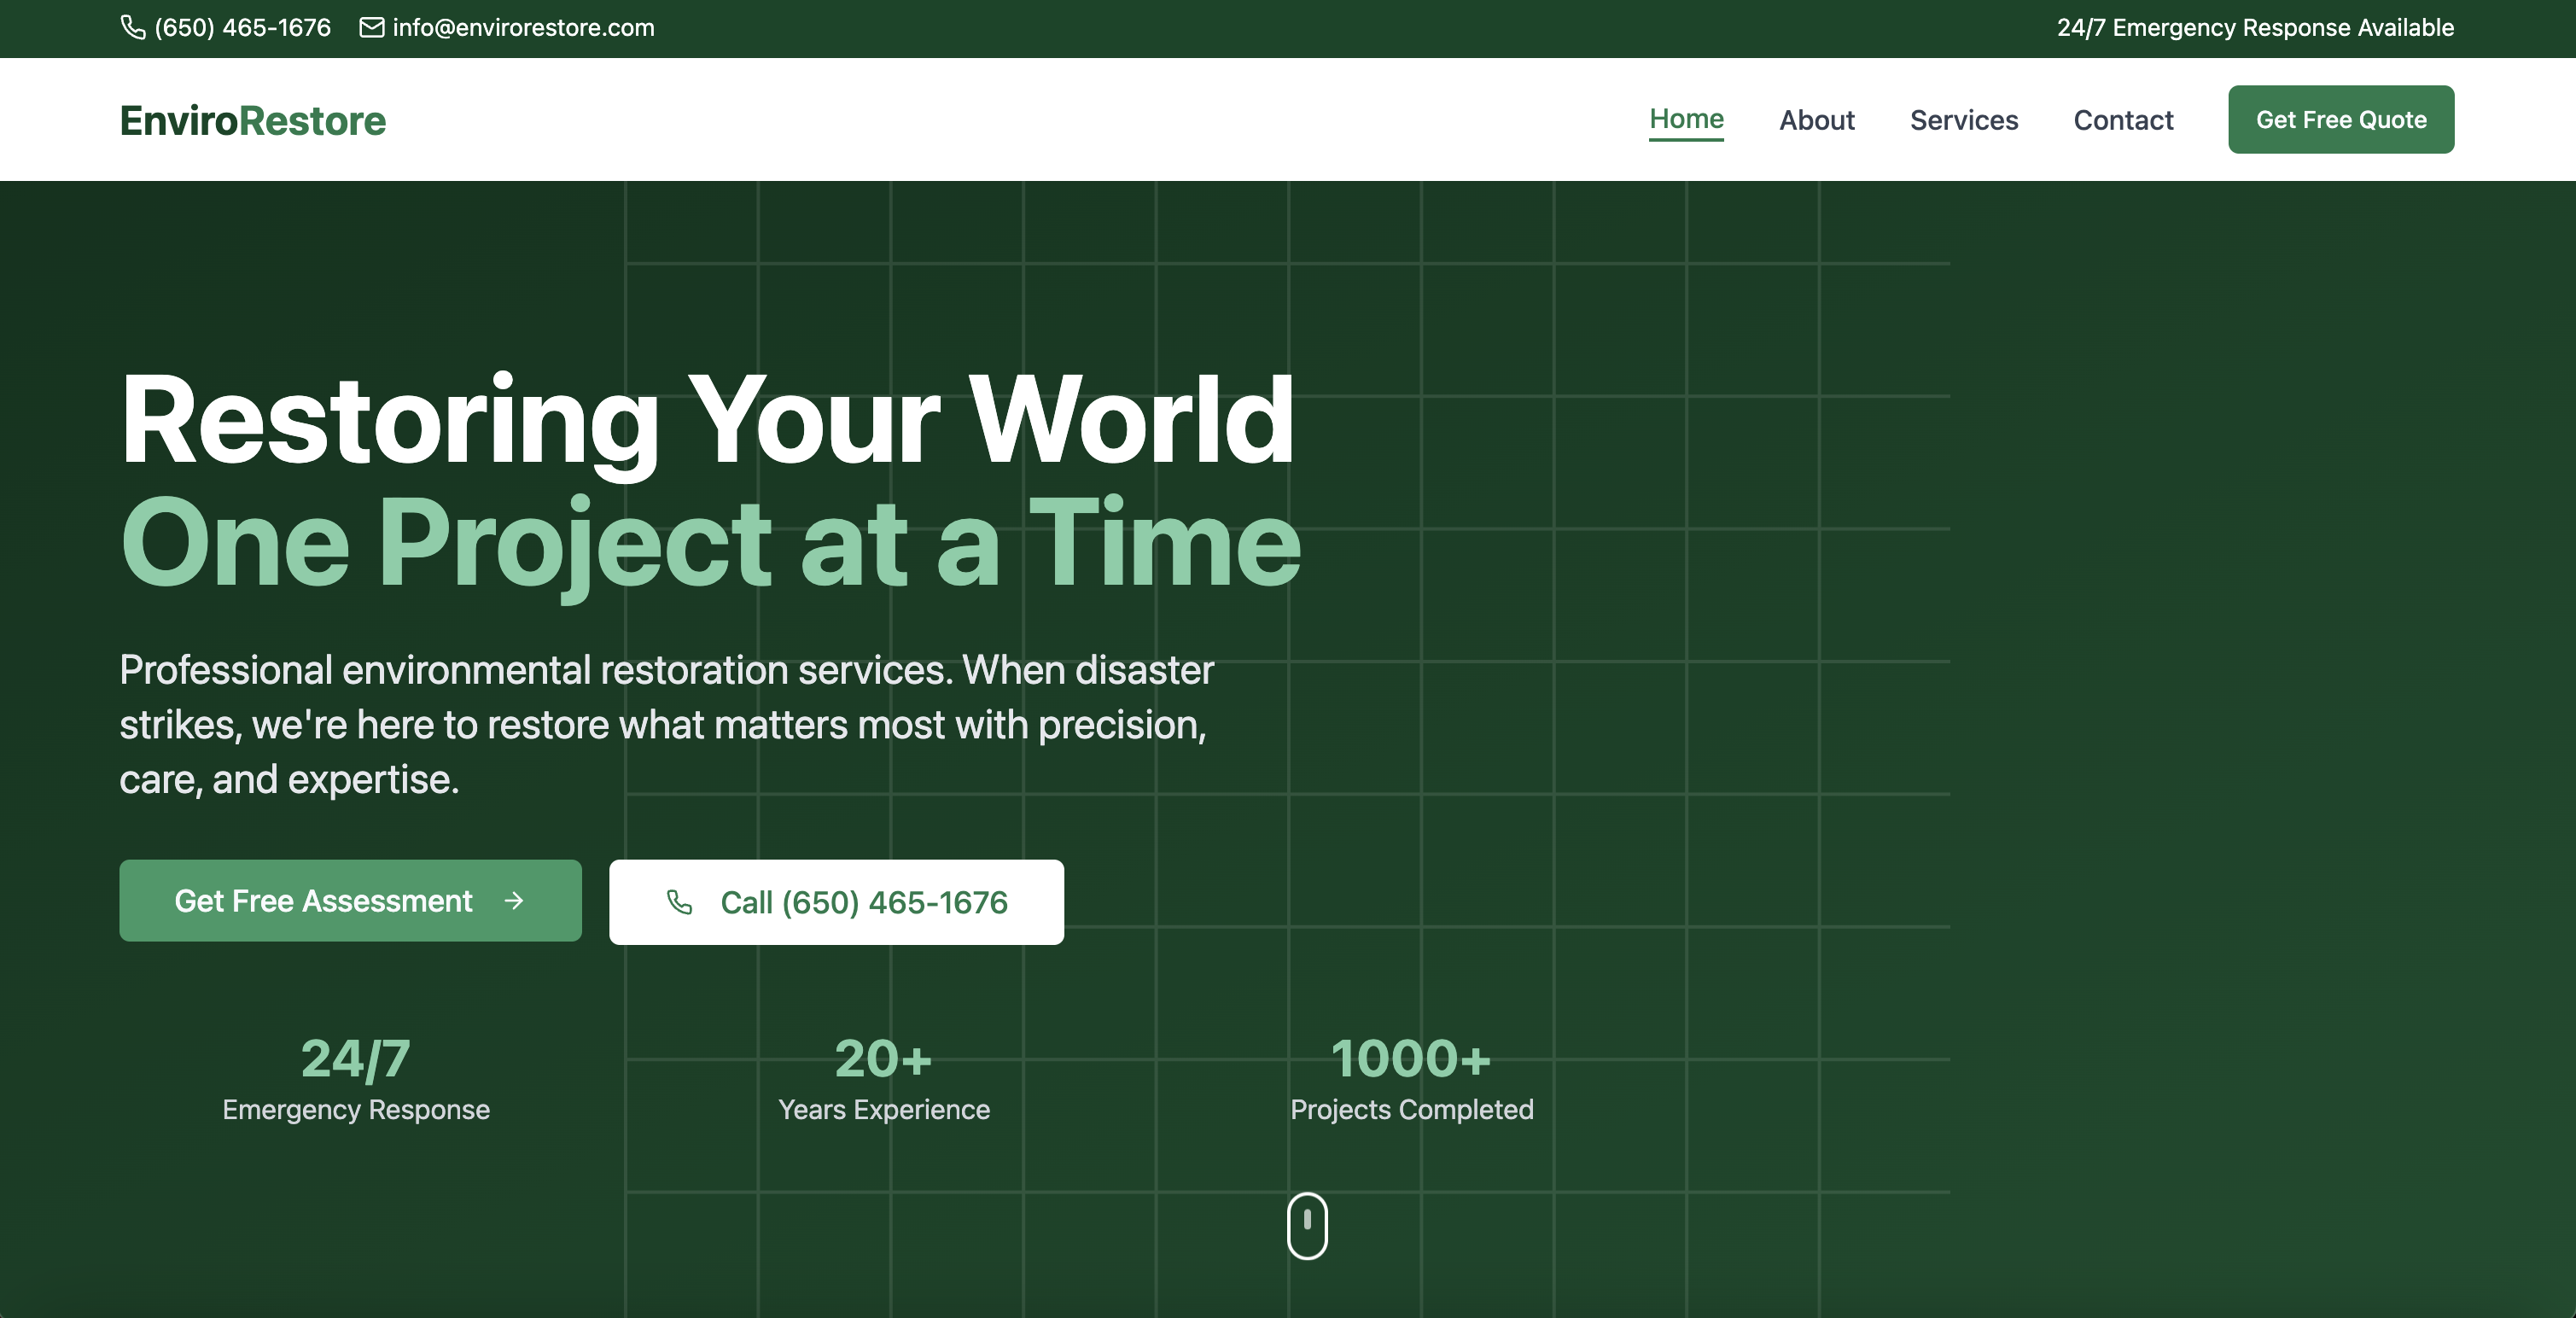 (650) 465-1676 info@envirorestore.com 24/7 Emergency Response Available
EnviroRestore Home About Services Contact Get Free Quote
Restoring Your World
One Project at a Time
Professional environmental restoration services. When disaster
strikes, we're here to restore what matters most with precision,
care, and expertise.
Get Free Assessment → Call (650) 465-1676
24/7 20+ 1000+
Emergency Response Years Experience Projects Completed